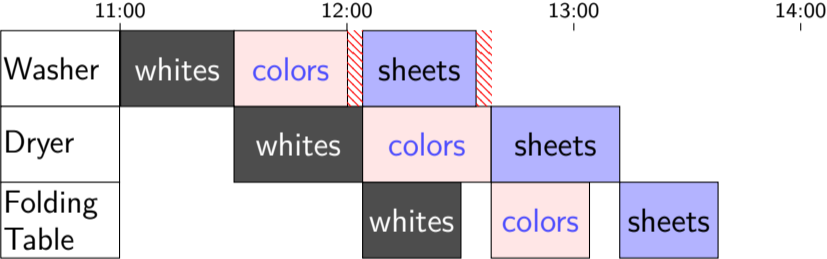 11:00 12:00 13:00 14:00
Washer whites colors sheets
Dryer whites colors sheets
Folding
Table
whites colors sheets